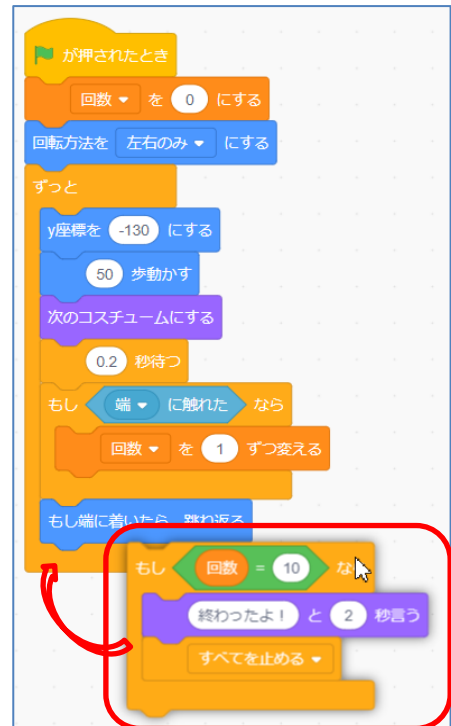 が押されたとき
回数 を 0 にする
回転方法を 左右のみ にする
ずっと
y座標を -130 にする
50 歩動かす
次のコスチュームにする
0.2 秒待つ
もし 端 に触れた なら
回数 を 1 ずつ変える
もし端に着いたら、跳ね返る
もし 回数 = 10 な
終わったよ！ と 2 秒言う
すべてを止める